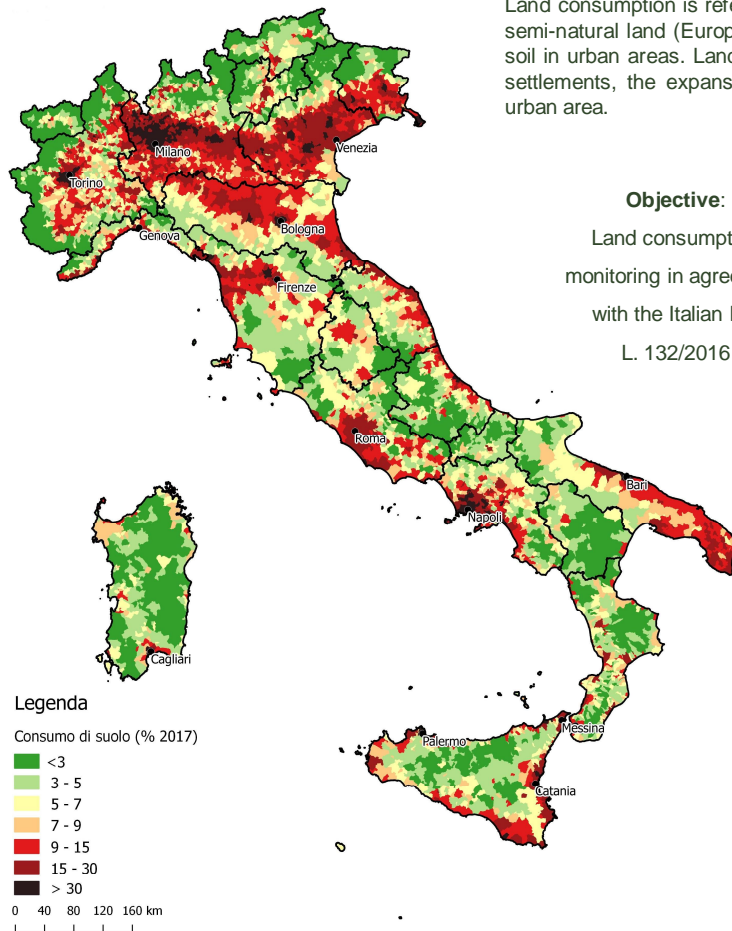 Land consumption is refe
semi-natural land (Europ
soil in urban areas. Land
settlements, the expans
urban area.
Objective:
Land consumpt
monitoring in agree
with the Italian
L. 132/2016
Milano
Venezia
Torino
Genova
Bologna
Firenze
Roma
Bari
Napoli
Cagliari
Palermo
Messina
Catania
Legenda
Consumo di suolo (% 2017)
<3
3 - 5
5 - 7
7 - 9
9 - 15
15 - 30
> 30
0 40 80 120 160 km